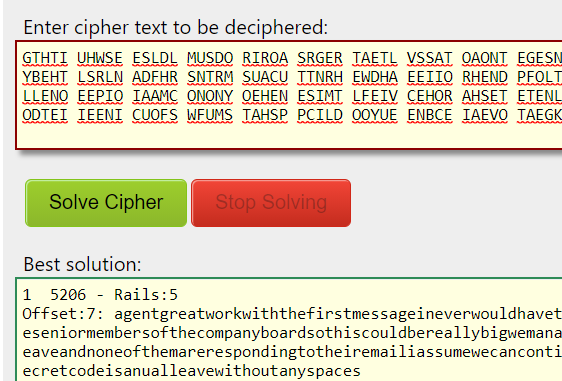 Enter cipher text to be deciphered:
GTHTI UHWSE ESLDL MUSDO RIROA SRGER TAETL VSSAT OAONT EGESN
YBEHT LSRLN ADFHR SNTRM SUACU TTNRH EWDHA EEIIO RHEND PFOLT
LLENO EEPIO IAAMC ONONY OEHEN ESIMT LFEIV CEHOR AHSET ETENL
ODTEI IEENI CUOFS WFUMS TAHSP PCILD OOYUE ENBCE IAEVO TAEGK
Solve Cipher
Stop Solving
Best solution:
1 5206 - Rails:5
Offset:7: agentgreatworkwiththefirstmessageineverwouldhavet
eseniormembersofthecompanyboardsothiscouldbereallybigwemana
eaveandnoneofthemarerespondingtotheiremailiassumewecanconti
ecretcodeisanualleavewithoutanyspaces